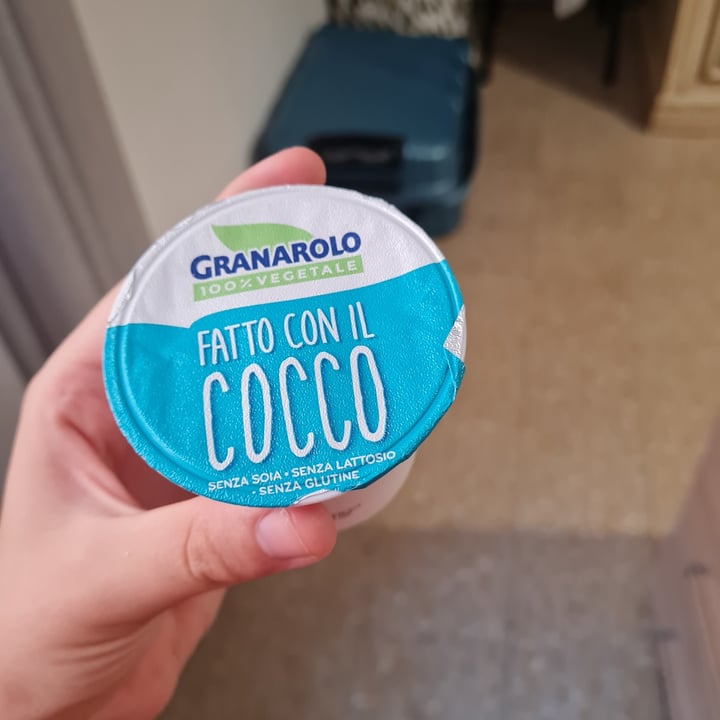 GRANAROLO
100% VEGETALE
FATTO CON IL
COCCO
SENZA SOIA • SENZA LATTOSIO
• SENZA GLUTINE